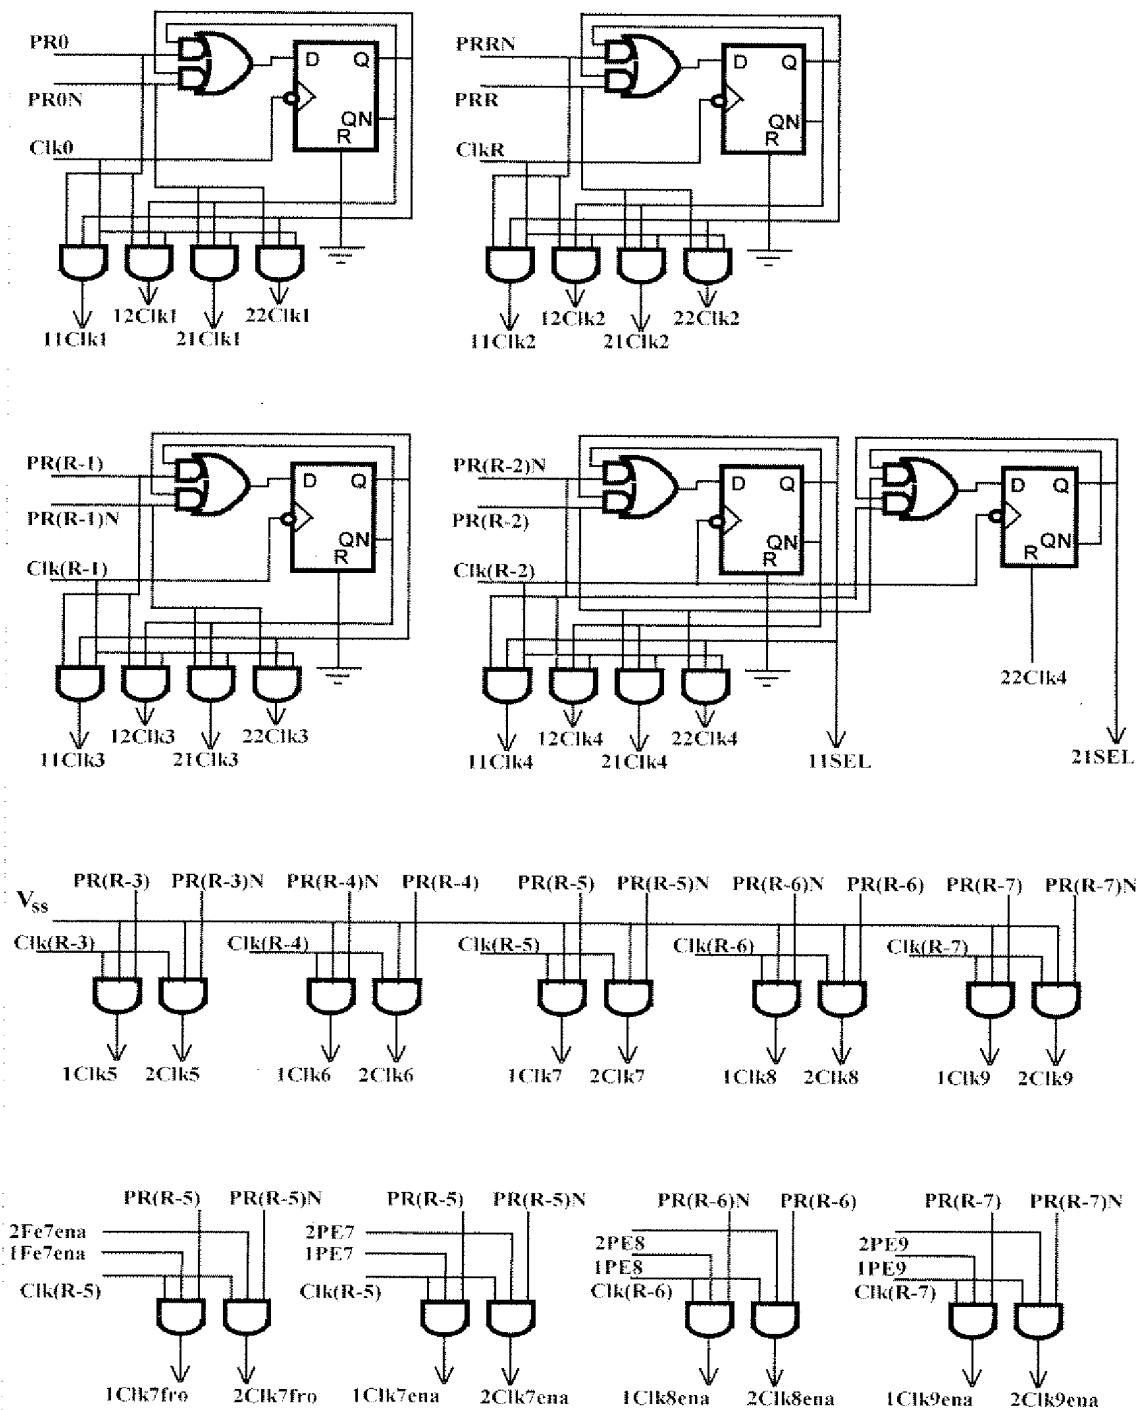 PR0
PR0N
Clk0
D Q
QN
R
11Clk1
12Clk1
21Clk1
22Clk1
PRRN
PRR
ClkR
D Q
QN
R
11Clk2
12Clk2
21Clk2
22Clk2
PR(R-1)
PR(R-1)N
Clk(R-1)
D Q
QN
R
11Clk3
12Clk3
21Clk3
22Clk3
PR(R-2)N
PR(R-2)
Clk(R-2)
D Q
QN
R
D Q
QN
R
22Clk4
11Clk4
12Clk4
21Clk4
22Clk4
11SEL
21SEL
PR(R-3) PR(R-3)N PR(R-4)N PR(R-4) PR(R-5) PR(R-5)N PR(R-6)N PR(R-6) PR(R-7) PR(R-7)N
Vss
Clk(R-3) Clk(R-4) Clk(R-5) Clk(R-6) Clk(R-7)
1Clk5 2Clk5 1Clk6 2Clk6 1Clk7 2Clk7 1Clk8 2Clk8 1Clk9 2Clk9
PR(R-5) PR(R-5)N PR(R-5) PR(R-5)N PR(R-6)N PR(R-6) PR(R-7) PR(R-7)N
2Fe7ena
1Fe7ena
Clk(R-5)
2PE7
1PE7
Clk(R-5)
2PE8
1PE8
Clk(R-6)
2PE9
1PE9
Clk(R-7)
1Clk7fro 2Clk7fro 1Clk7ena 2Clk7ena 1Clk8ena 2Clk8ena 1Clk9ena 2Clk9ena